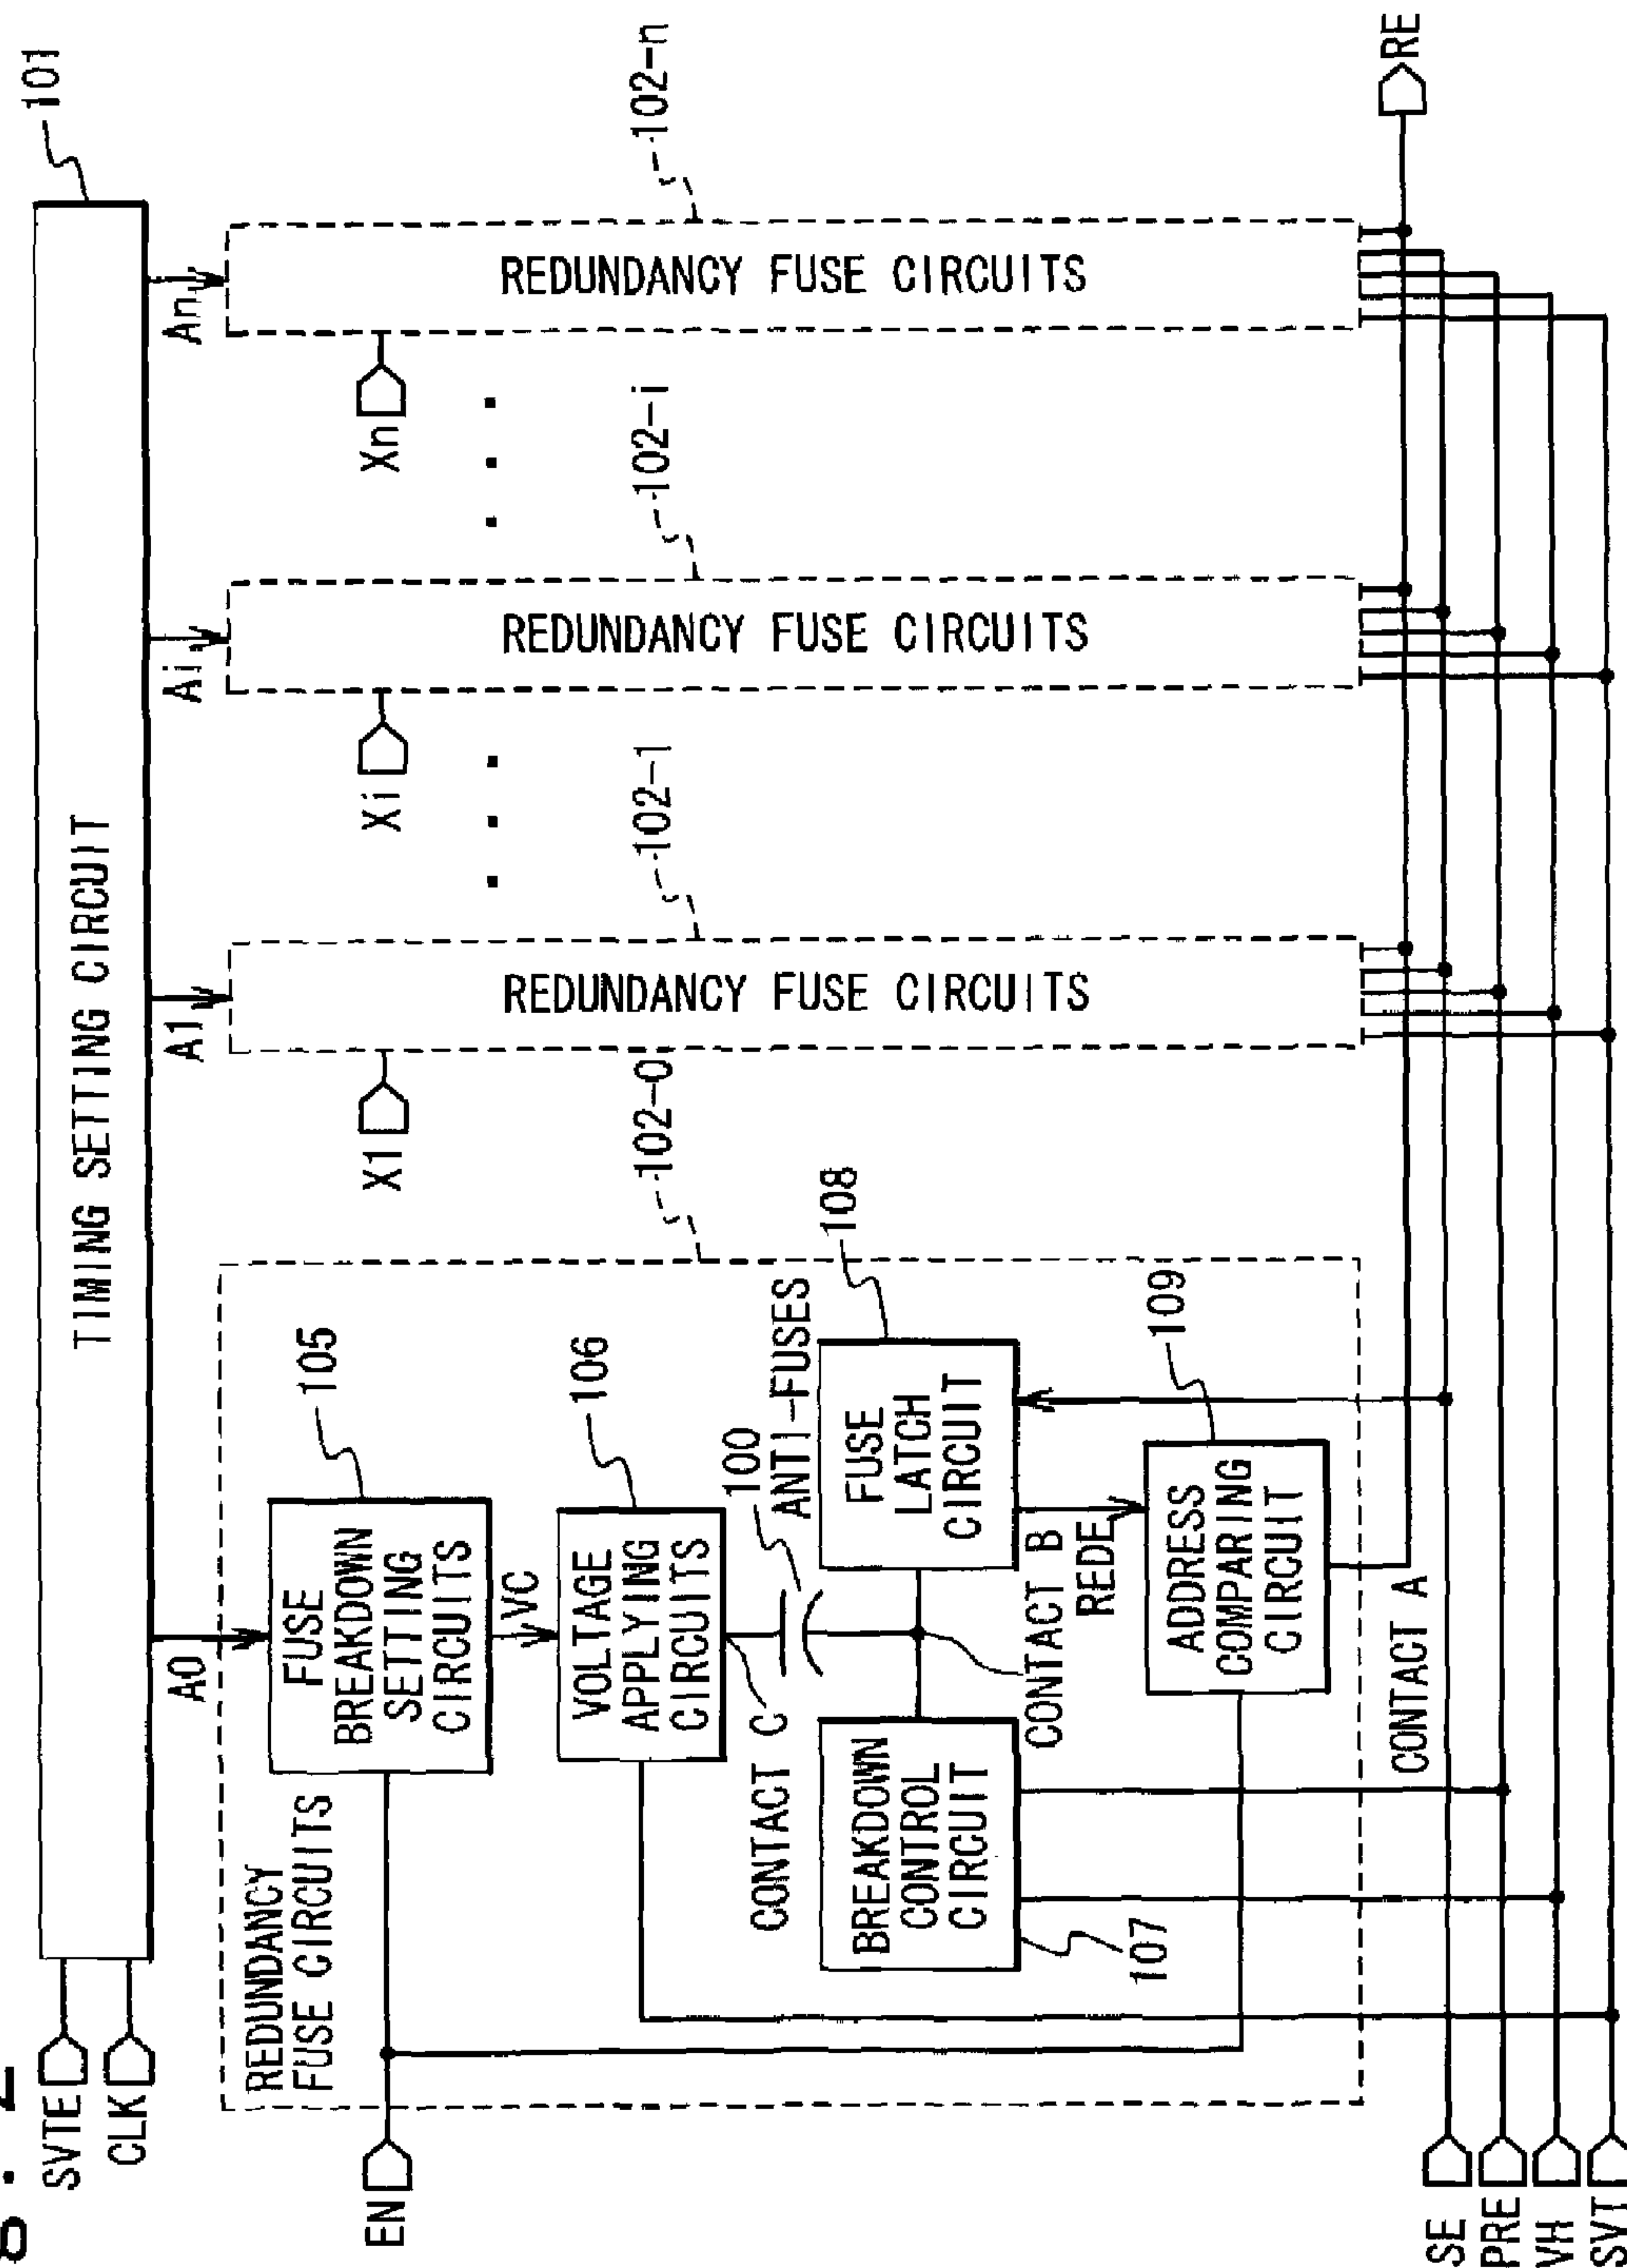 SVTE
CLK
TIMING SETTING CIRCUIT
101
A0
A1
Ai
An
EN
REDUNDANCY
FUSE CIRCUITS
FUSE
BREAKDOWN
SETTING
CIRCUITS
105
VC
VOLTAGE
APPLYING
CIRCUITS
106
CONTACT C
100
ANTI-FUSES
BREAKDOWN
CONTROL
CIRCUIT
107
FUSE
LATCH
CIRCUIT
108
CONTACT B
REDE
ADDRESS
COMPARING
CIRCUIT
109
CONTACT A
102-0
X1
REDUNDANCY FUSE CIRCUITS
102-1
Xi
REDUNDANCY FUSE CIRCUITS
102-i
Xn
REDUNDANCY FUSE CIRCUITS
102-n
RE
SE
PRE
VH
SVT